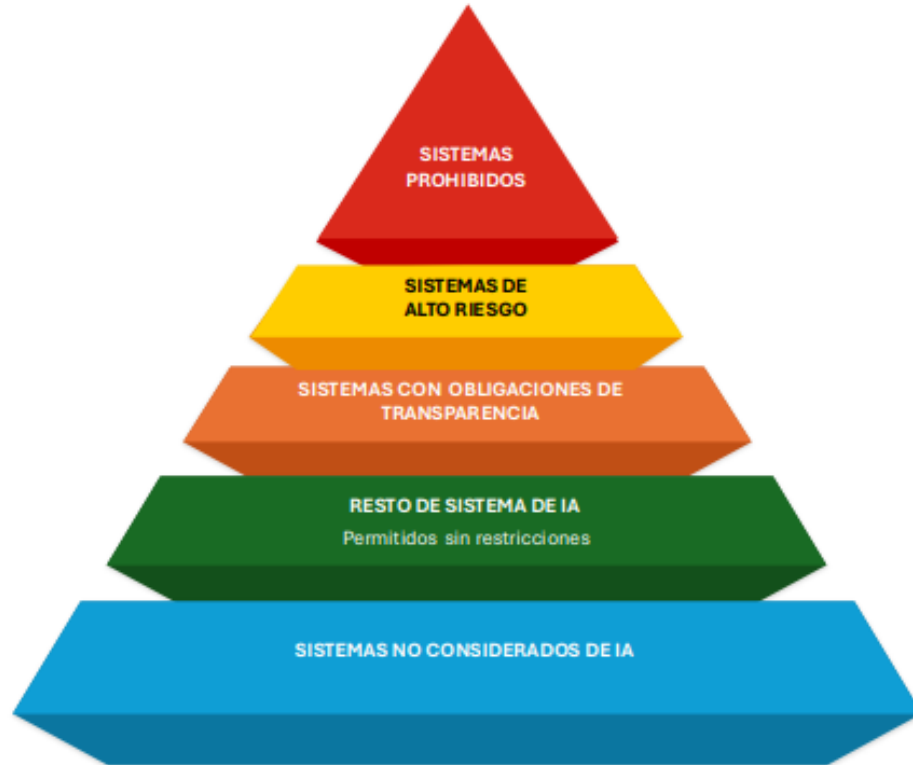 SISTEMAS
PROHIBIDOS
SISTEMAS DE
ALTO RIESGO
SISTEMAS CON OBLIGACIONES DE
TRANSPARENCIA
RESTO DE SISTEMA DE IA
Permitidos sin restricciones
SISTEMAS NO CONSIDERADOS DE IA